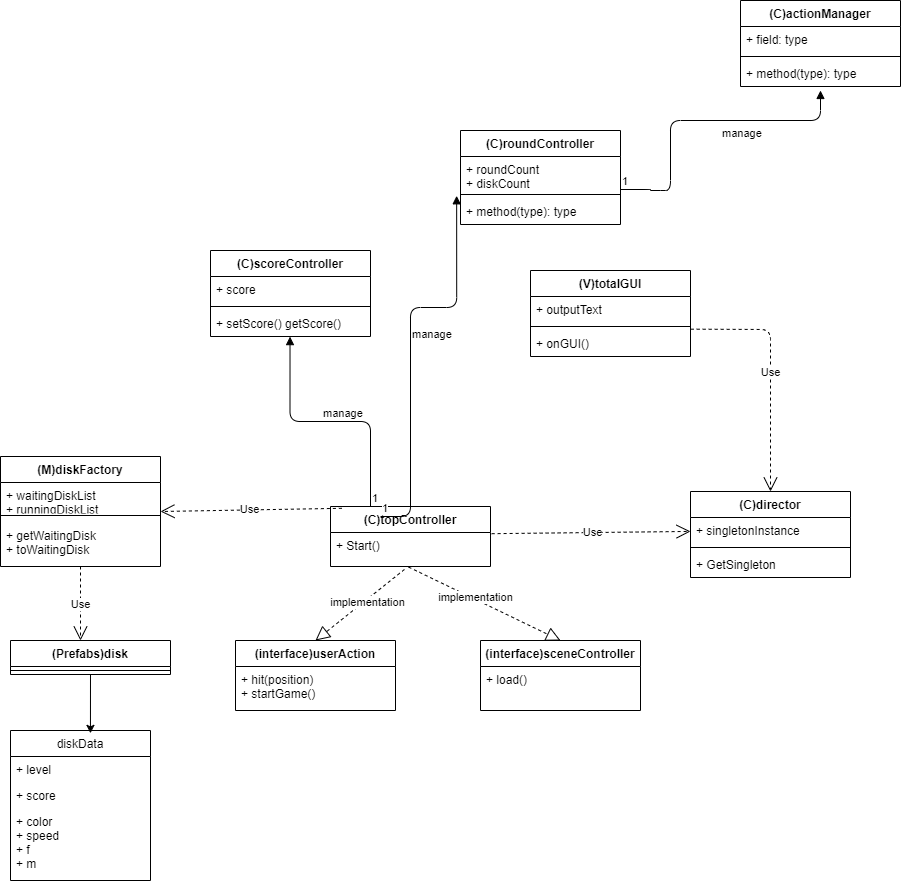 (C)actionManager
+ field: type
+ method(type): type
manage
(C)roundController
+ roundCount
+ diskCount
1
+ method(type): type
(C)scoreController
+ score
+ setScore() getScore()
(V)totalGUI
+ outputText
+ onGUI()
manage
Use
manage
(M)diskFactory
+ waitingDiskList
+ runningDiskList
+ getWaitingDisk
+ toWaitingDisk
Use
1
1
(C)topController
+ Start()
Use
(C)director
+ singletonInstance
+ GetSingleton
Use
implementation
implementation
(Prefabs)disk
(interface)userAction
+ hit(position)
+ startGame()
(interface)sceneController
+ load()
diskData
+ level
+ score
+ color
+ speed
+ f
+ m